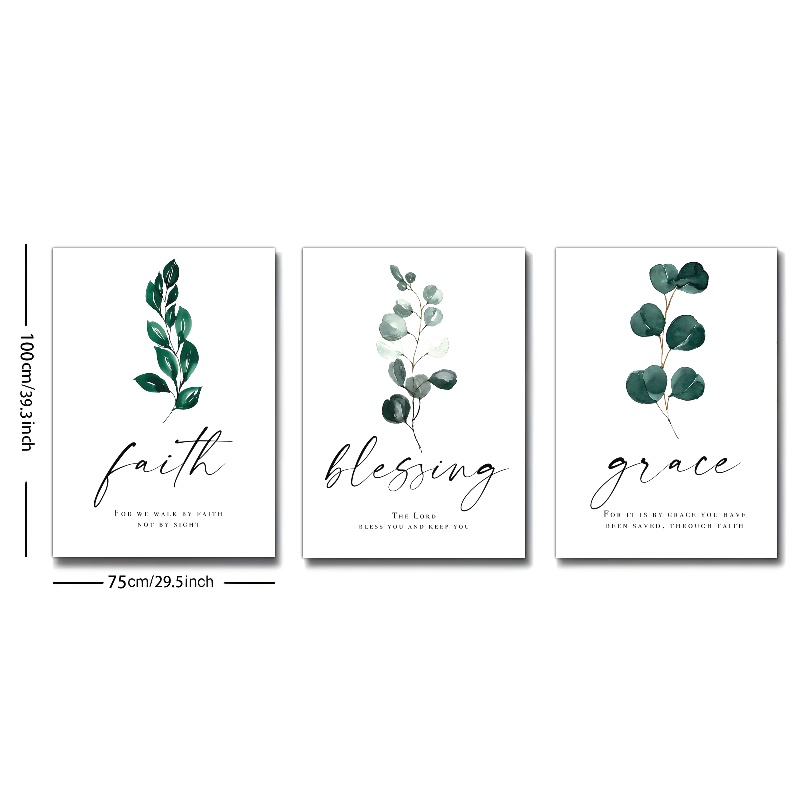 100cm/39.3inch
faith
FOR WE WALK BY FAITH
NOT BY SIGHT
75cm/29.5inch
blessing
THE LORD
BLESS YOU AND KEEP YOU
grace
FOR IT IS BY GRACE YOU HAVE
BEEN SAVED, THROUGH FAITH